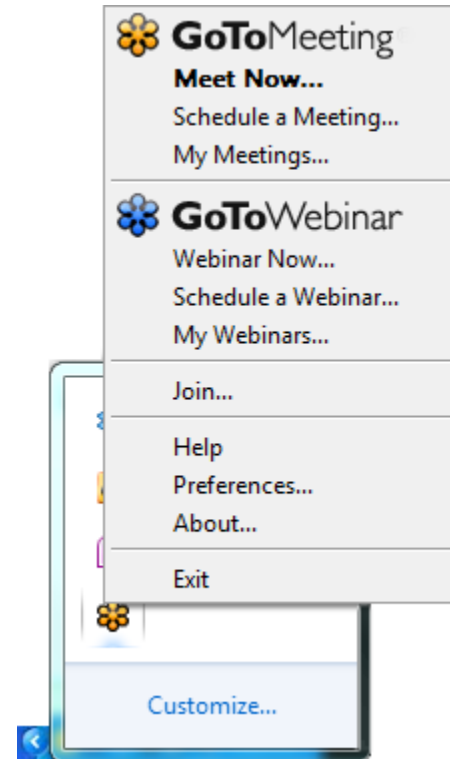 GoToMeeting
Meet Now...
Schedule a Meeting...
My Meetings...
GoToWebinar
Webinar Now...
Schedule a Webinar...
My Webinars...
Join...
Help
Preferences...
About...
Exit
Customize...